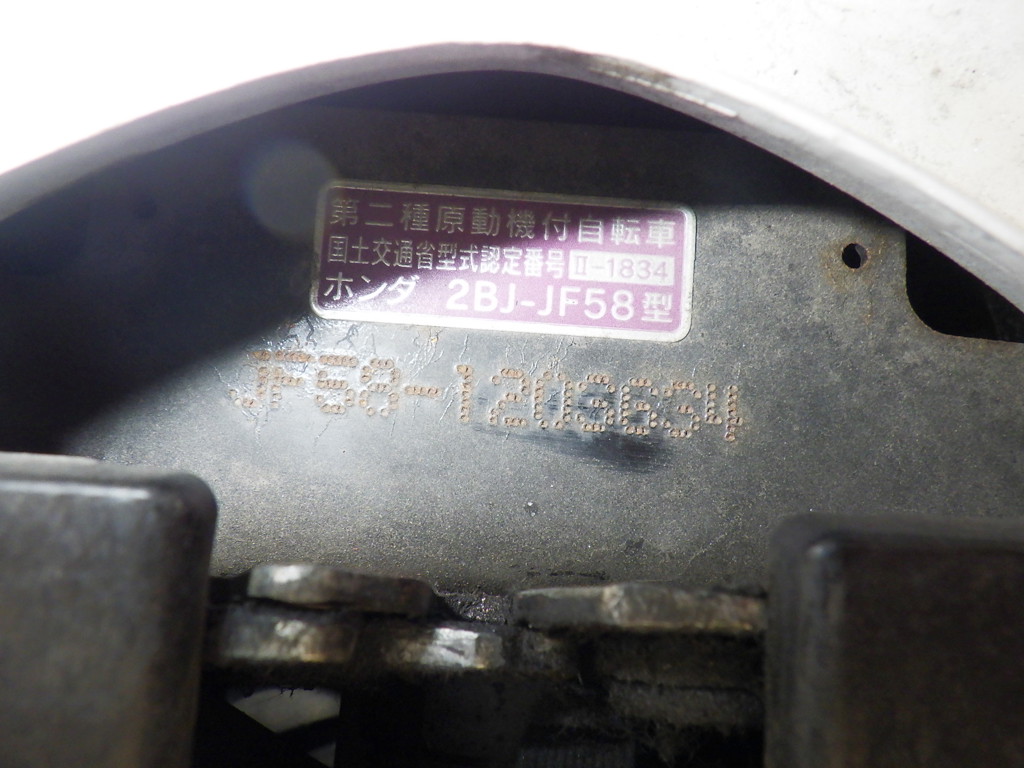 第二種原動機付自転車
国土交通省型式認定番号 II-1834
ホンダ 2BJ-JF58型
JF58-1203634